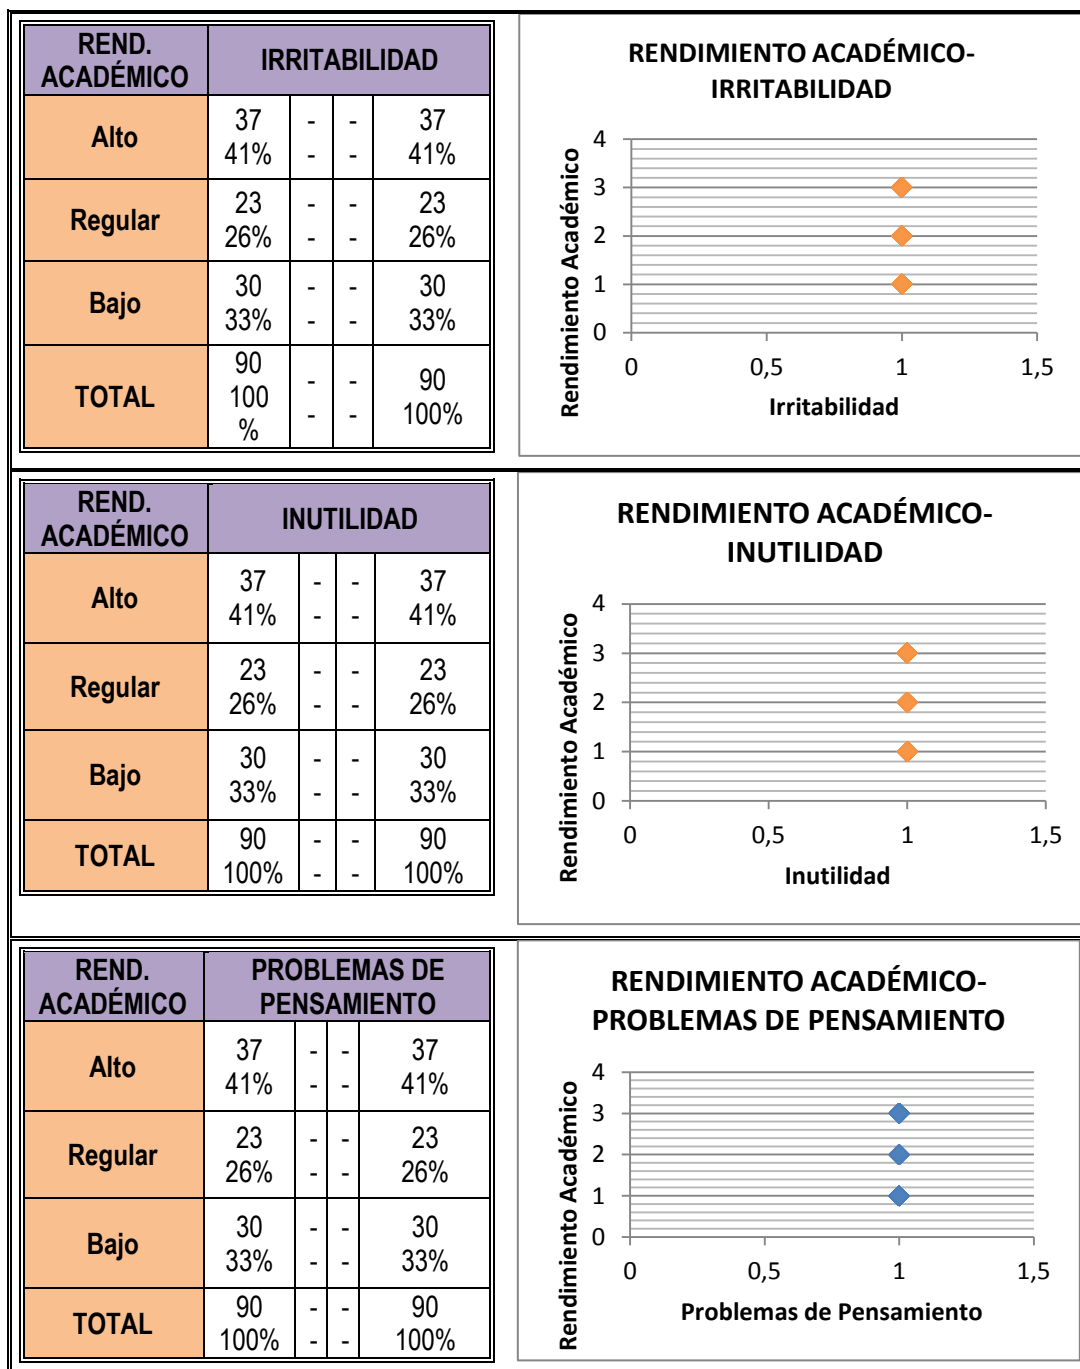 REND.
ACADÉMICO
IRRITABILIDAD
Alto
37 - - 37
41% - - 41%
Regular
23 - - 23
26% - - 26%
Bajo
30 - - 30
33% - - 33%
TOTAL
90
100
%
- -
- -
90
100%
RENDIMIENTO ACADÉMICO-
IRRITABILIDAD
Rendimiento Académico
4
3
2
1
0
0 0,5 1 1,5
Irritabilidad
REND.
ACADÉMICO
INUTILIDAD
Alto
37 - - 37
41% - - 41%
Regular
23 - - 23
26% - - 26%
Bajo
30 - - 30
33% - - 33%
TOTAL
90 - - 90
100% - - 100%
RENDIMIENTO ACADÉMICO-
INUTILIDAD
Rendimiento Académico
4
3
2
1
0
0 0,5 1 1,5
Inutilidad
REND.
ACADÉMICO
PROBLEMAS DE
PENSAMIENTO
Alto
37 - - 37
41% - - 41%
Regular
23 - - 23
26% - - 26%
Bajo
30 - - 30
33% - - 33%
TOTAL
90 - - 90
100% - - 100%
RENDIMIENTO ACADÉMICO-
PROBLEMAS DE PENSAMIENTO
Rendimiento Académico
4
3
2
1
0
0 0,5 1 1,5
Problemas de Pensamiento